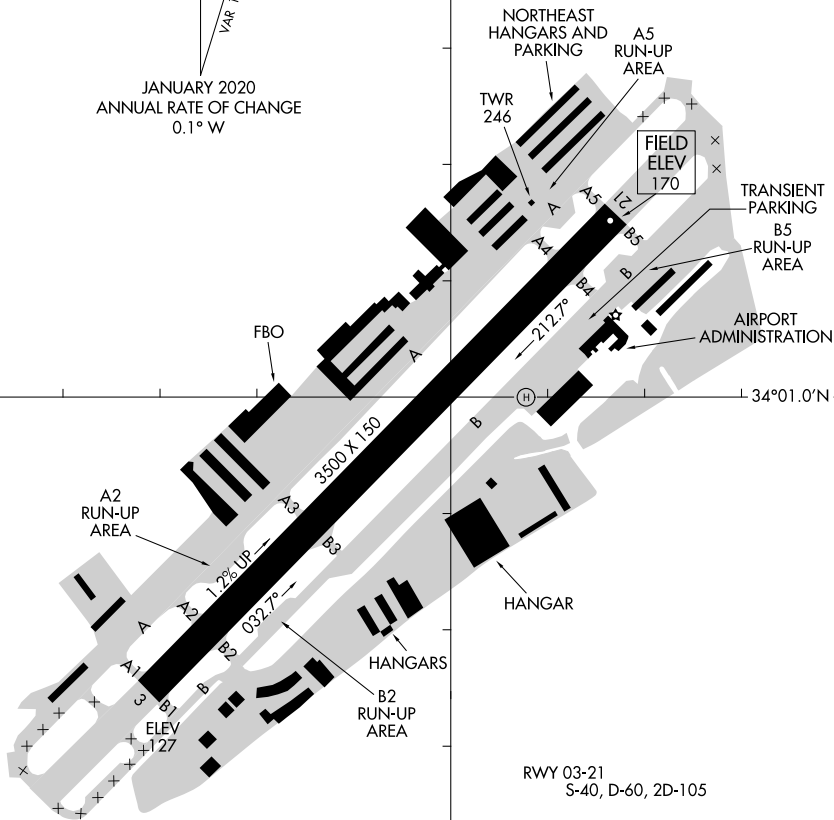 VAR
JANUARY 2020
ANNUAL RATE OF CHANGE
0.1° W
NORTHEAST
HANGARS AND
PARKING
A5
RUN-UP
AREA
TWR
246
FIELD
ELEV
170
A5
21
A
TRANSIENT
PARKING
B5
B5
RUN-UP
AREA
A4
B
B4
212.7°
AIRPORT
ADMINISTRATION
FBO
A
H
34°01.0'N
B
3500 X 150
A2
RUN-UP
AREA
A3
B3
1.2% UP
032.7°
HANGAR
A2
A
B2
HANGARS
A1
B
B2
RUN-UP
AREA
3
B1
ELEV
127
RWY 03-21
S-40, D-60, 2D-105